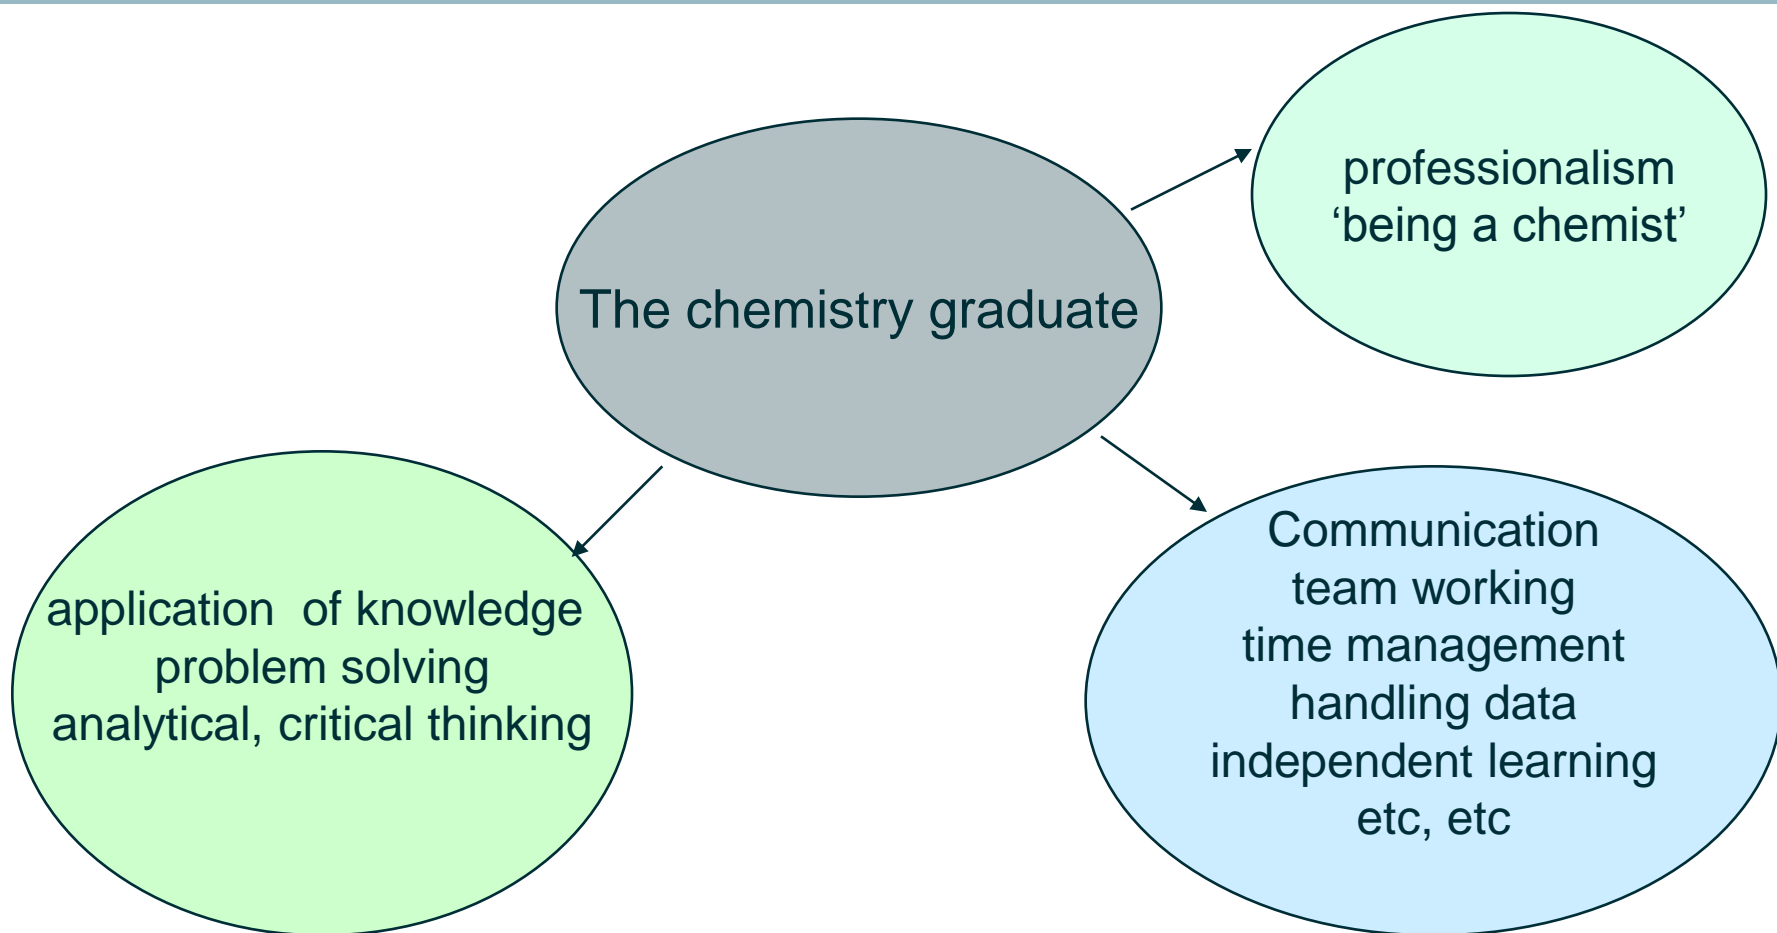 professionalism
‘being a chemist’
The chemistry graduate
application  of knowledge
problem solving
analytical, critical thinking
Communication
team working
time management
handling data
independent learning
etc, etc